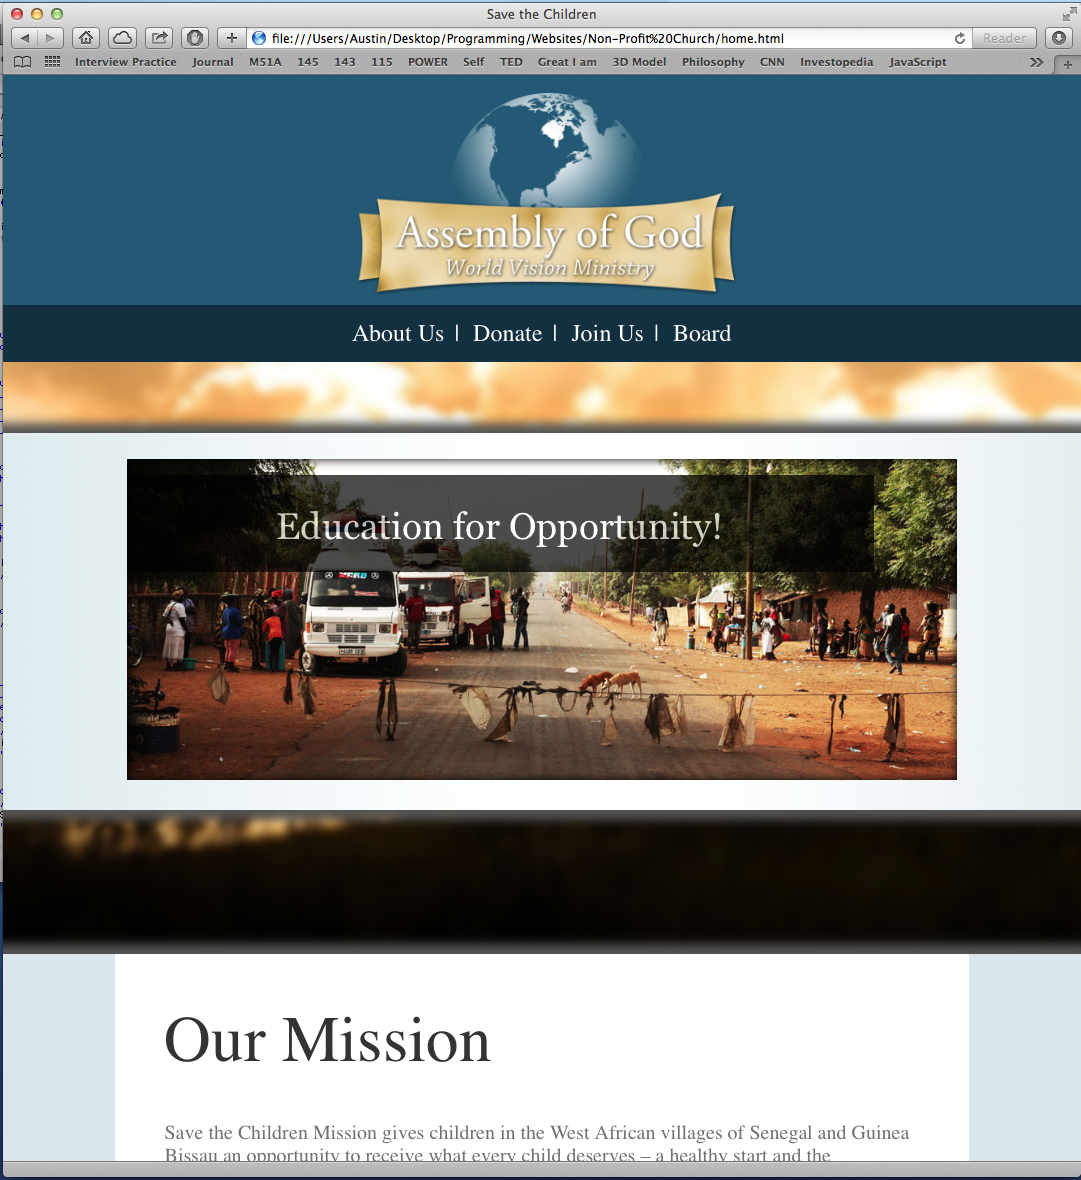 Save the Children
file:///Users/Austin/Desktop/Programming/Websites/Non-Profit%20Church/home.html
Reader
Interview Practice Journal M51A 145 143 115 POWER Self TED Great I am 3D Model Philosophy CNN Investopedia JavaScript
Assembly of God
World Vision Ministry
About Us | Donate | Join Us | Board
Education for Opportunity!
Our Mission
Save the Children Mission gives children in the West African villages of Senegal and Guinea
Bissau an opportunity to receive what every child deserves – a healthy start and the